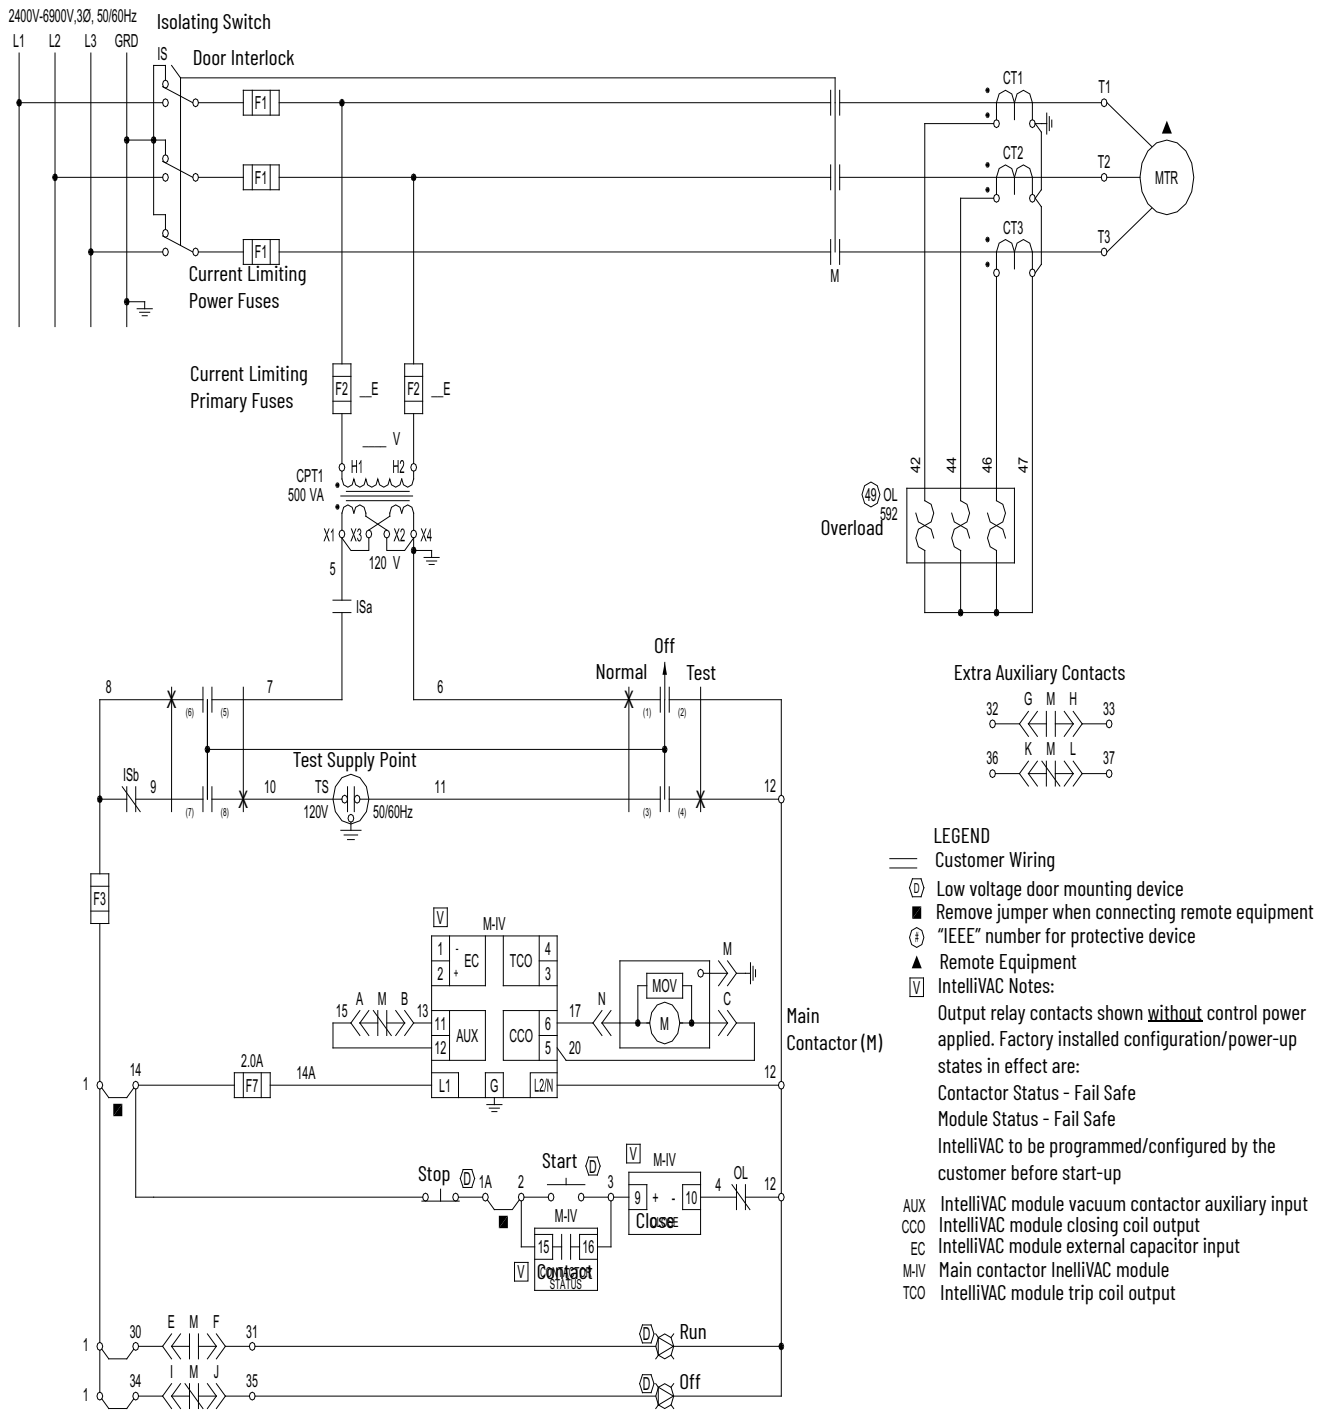 2400V-6900V,3Ø, 50/60Hz
Isolating Switch
L1 L2 L3 GRD
IS
Door Interlock
F1
CT1
T1
F1
CT2
T2
MTR
F1
CT3
T3
Current Limiting
Power Fuses
M
Current Limiting
Primary Fuses
F2 __E F2 __E
____ V
CPT1
500 VA
H1 H2
X1 X3 X2 X4
120 V
5
ISa
42 44 46 47
49 OL
592
Overload
Off
Normal Test
8 7 6
(6) (5) (1) (2)
Test Supply Point
ISb 9 10 TS 11 12
120V 50/60Hz
(7) (8) (3) (4)
Extra Auxiliary Contacts
32 G M H 33
36 K M L 37
F3
V M-IV
1 - EC TCO 4
2 + 3
M
MOV
15 A M B 13 11 AUX CCO 6 17 N M C
12 5 20
Main
Contactor (M)
1 14 2.0A F7 14A L1 G L2/N 12
Stop D 1A 2 Start D 3 V M-IV 4 OL 12
9 + - 10
Close
M-IV
15 16
V Contact
STATUS
1 30 E M F 31 D Run
1 34 I M J 35 D Off
LEGEND
Customer Wiring
D Low voltage door mounting device
Remove jumper when connecting remote equipment
# "IEEE" number for protective device
Remote Equipment
V IntelliVAC Notes:
Output relay contacts shown without control power
applied. Factory installed configuration/power-up
states in effect are:
Contactor Status - Fail Safe
Module Status - Fail Safe
IntelliVAC to be programmed/configured by the
customer before start-up
AUX IntelliVAC module vacuum contactor auxiliary input
CCO IntelliVAC module closing coil output
EC IntelliVAC module external capacitor input
M-IV Main contactor InelliVAC module
TCO IntelliVAC module trip coil output